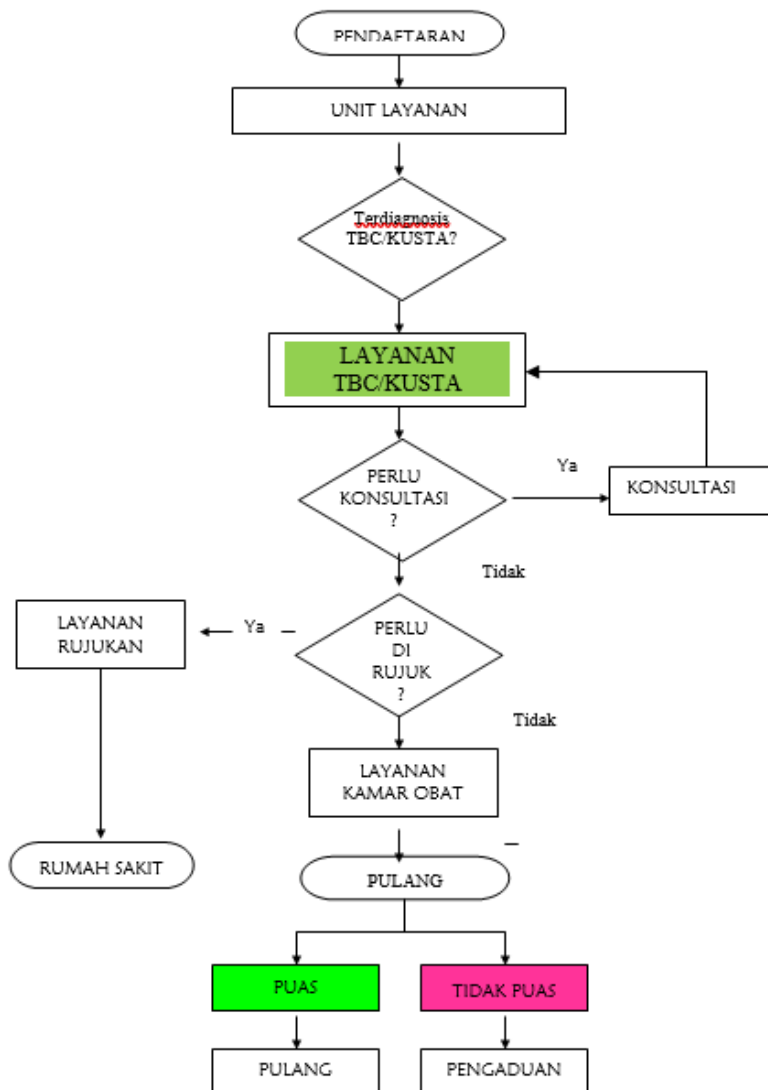 PENDAFTARAN
UNIT LAYANAN
Terdiagnosis
TBC/KUSTA?
LAYANAN
TBC/KUSTA
PERLU
KONSULTASI
?
Ya
KONSULTASI
Tidak
LAYANAN
RUJUKAN
Ya
PERLU
DI
RUJUK
?
Tidak
LAYANAN
KAMAR OBAT
RUMAH SAKIT
PULANG
PUAS
TIDAK PUAS
PULANG
PENGADUAN